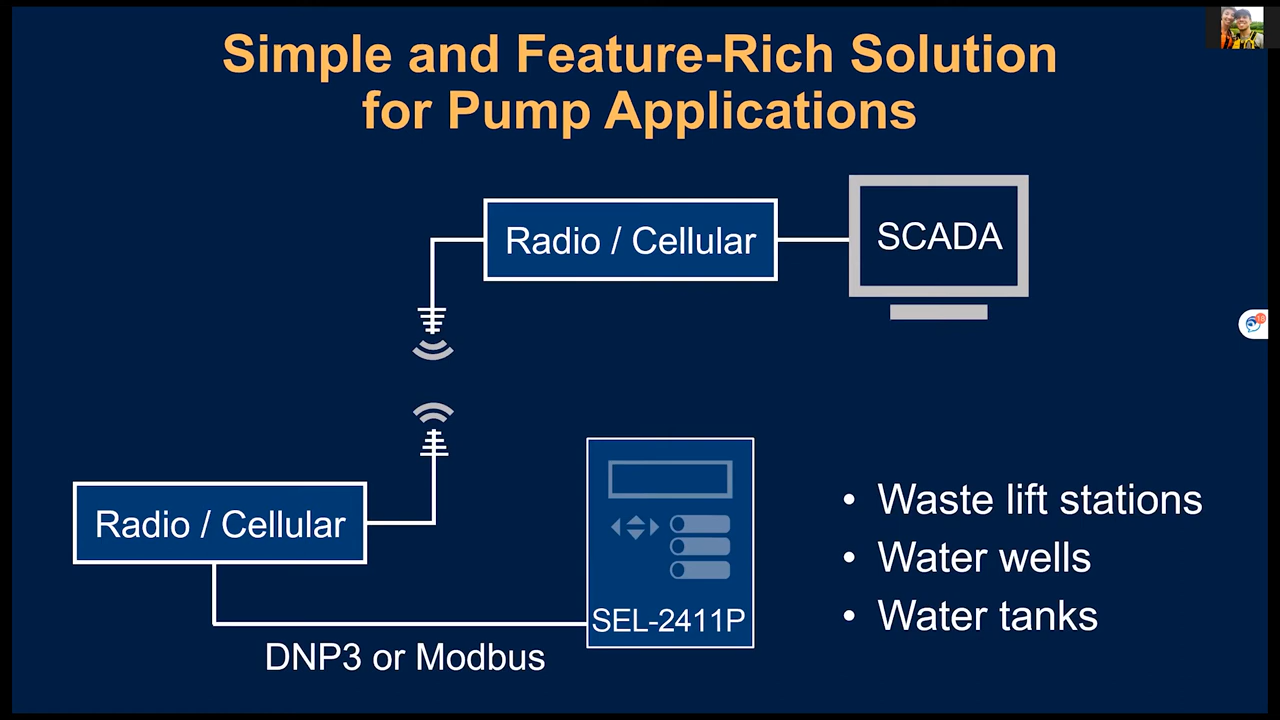 Simple and Feature-Rich Solution
for Pump Applications
Radio / Cellular
SCADA
Radio / Cellular
SEL-2411P
DNP3 or Modbus
• Waste lift stations
• Water wells
• Water tanks